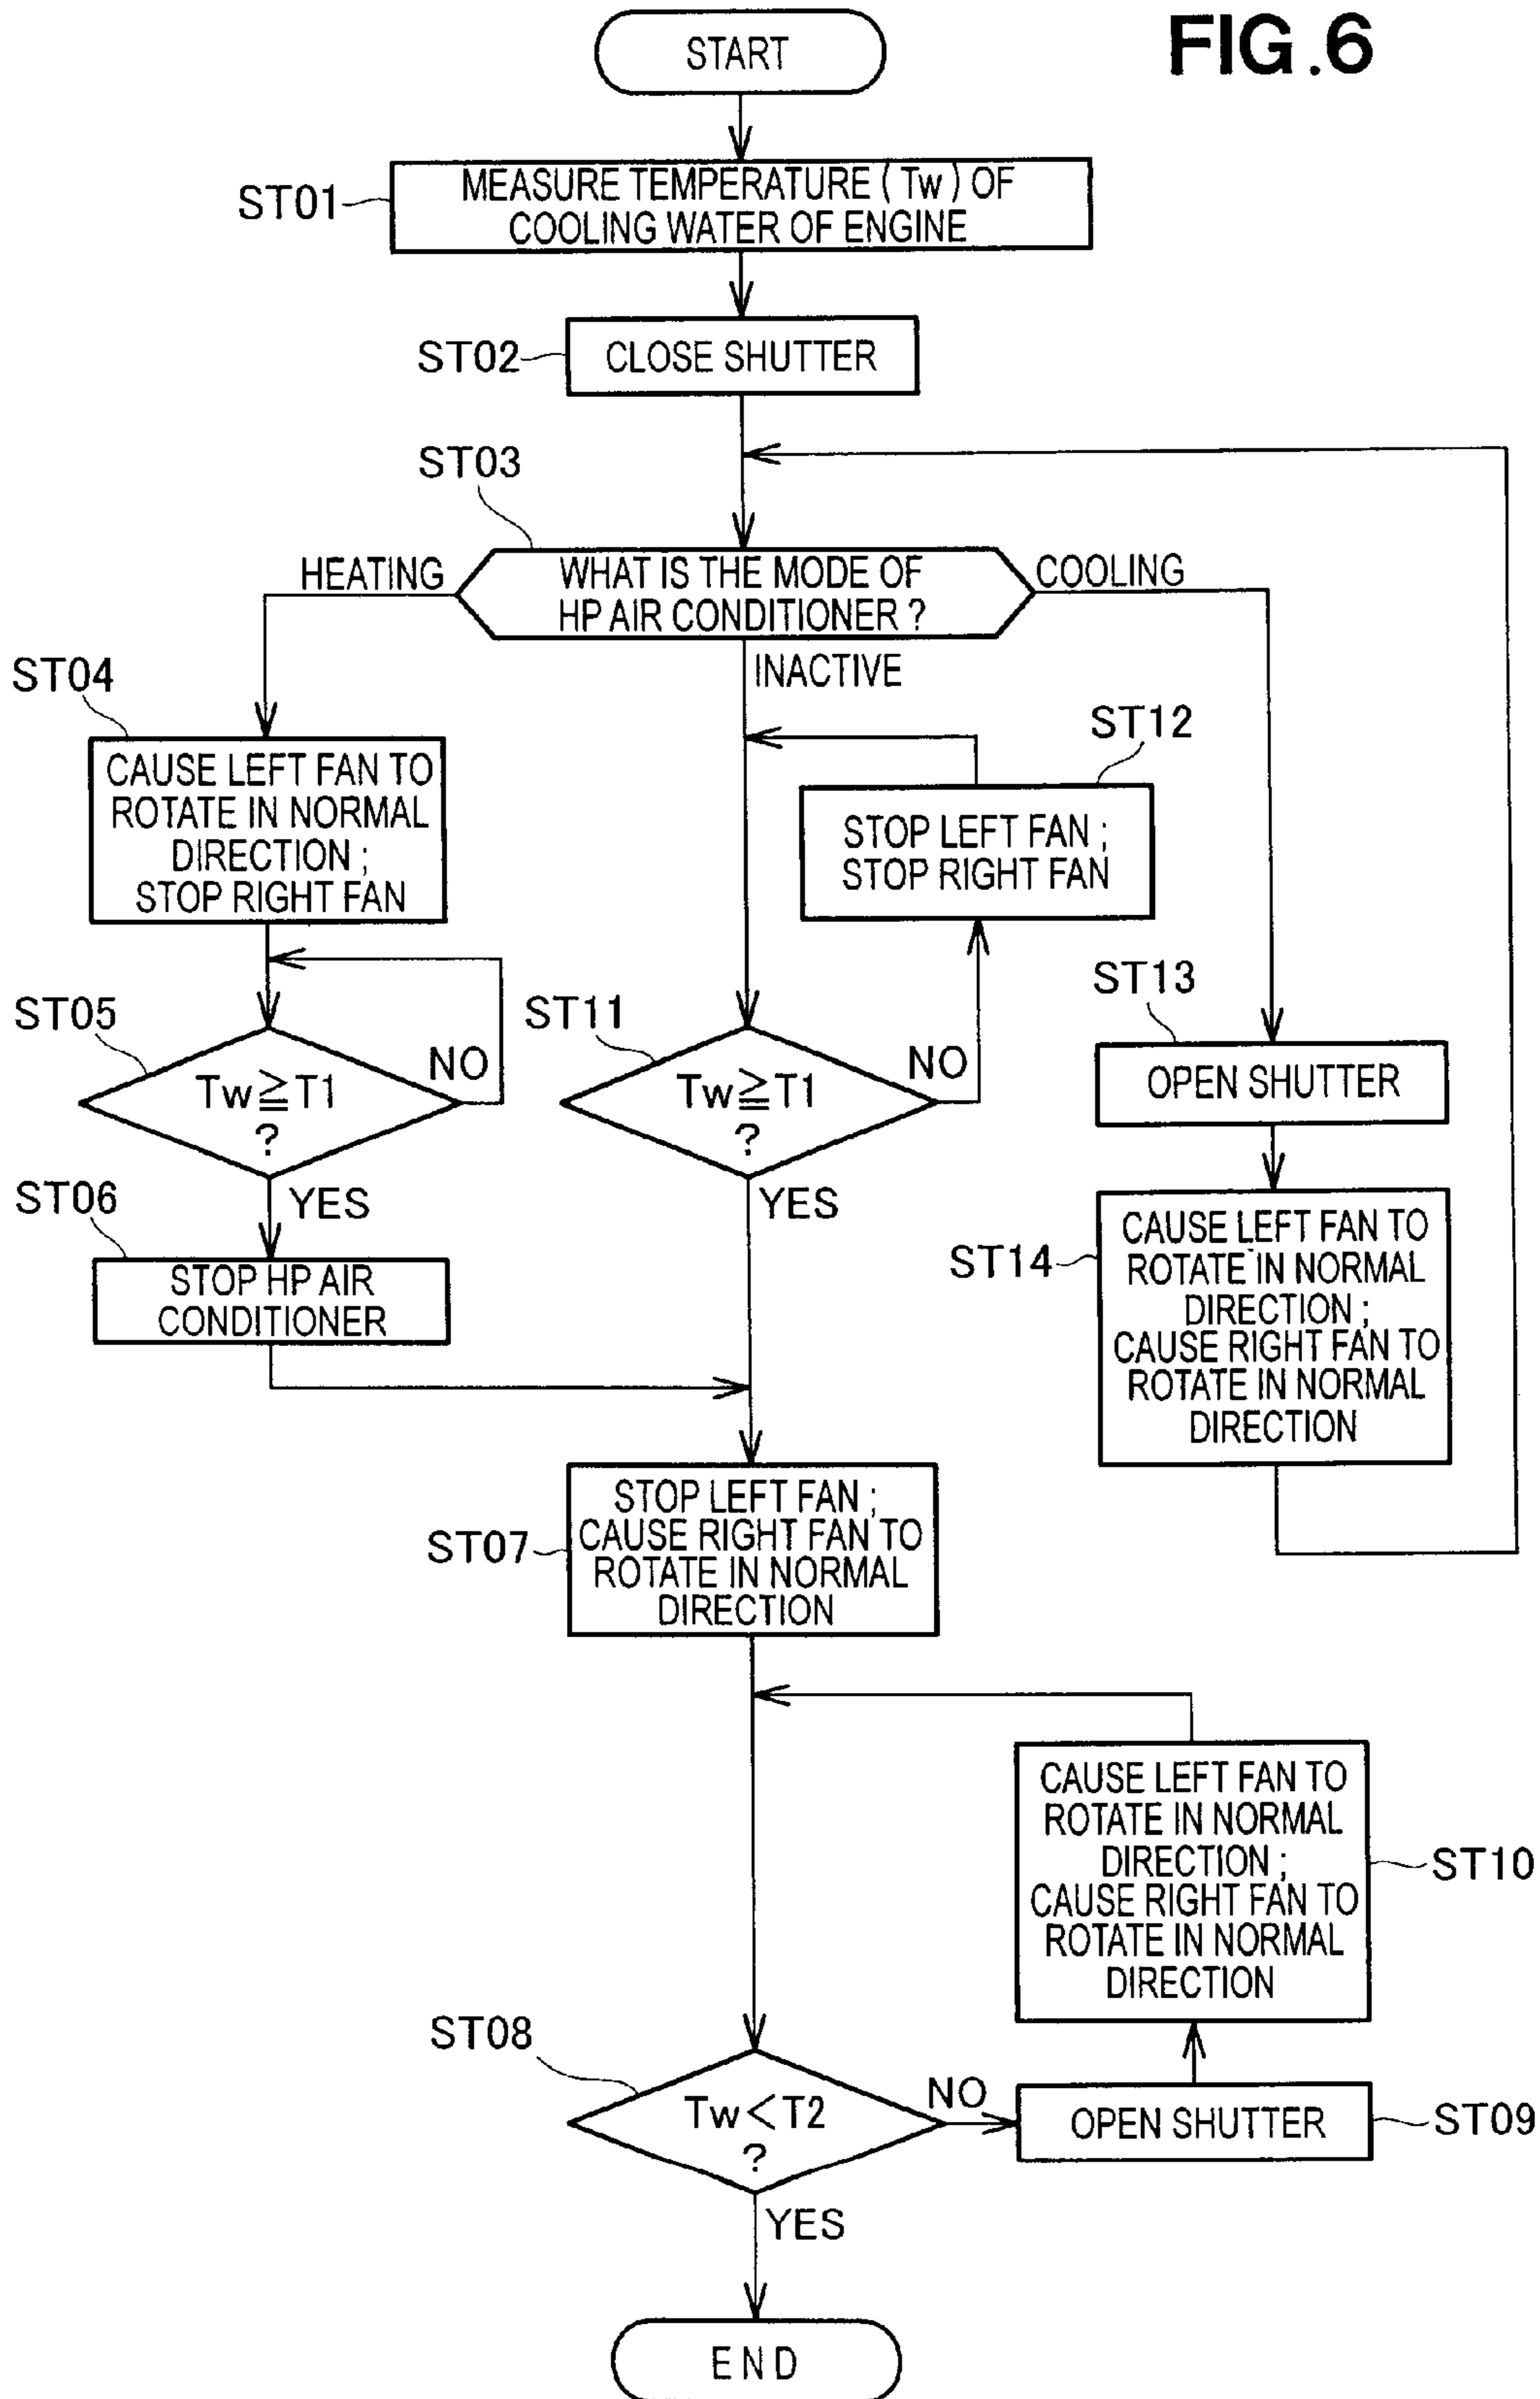 FIG.6
START
ST01
MEASURE TEMPERATURE (Tw) OF
COOLING WATER OF ENGINE
ST02
CLOSE SHUTTER
ST03
HEATING
WHAT IS THE MODE OF
HP AIR CONDITIONER ?
COOLING
INACTIVE
ST04
CAUSE LEFT FAN TO
ROTATE IN NORMAL
DIRECTION ;
STOP RIGHT FAN
ST12
STOP LEFT FAN ;
STOP RIGHT FAN
ST05
Tw≧T1
?
NO
YES
ST11
Tw≧T1
?
NO
YES
ST13
OPEN SHUTTER
ST06
STOP HP AIR
CONDITIONER
ST14
CAUSE LEFT FAN TO
ROTATE IN NORMAL
DIRECTION ;
CAUSE RIGHT FAN TO
ROTATE IN NORMAL
DIRECTION
ST07
STOP LEFT FAN ;
CAUSE RIGHT FAN TO
ROTATE IN NORMAL
DIRECTION
CAUSE LEFT FAN TO
ROTATE IN NORMAL
DIRECTION ;
CAUSE RIGHT FAN TO
ROTATE IN NORMAL
DIRECTION
ST10
ST08
Tw<T2
?
NO
OPEN SHUTTER
ST09
YES
END